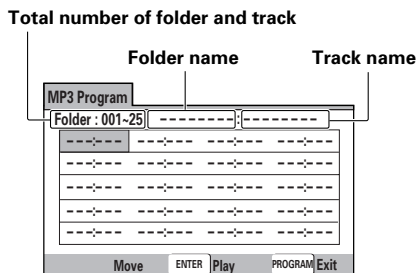 Total number of folder and track
Folder name Track name
MP3 Program
Folder : 001~25 --------:--------
---:--- ---:--- ---:--- ---:---
---:--- ---:--- ---:--- ---:---
---:--- ---:--- ---:--- ---:---
---:--- ---:--- ---:--- ---:---
---:--- ---:--- ---:--- ---:---
Move ENTER Play PROGRAM Exit